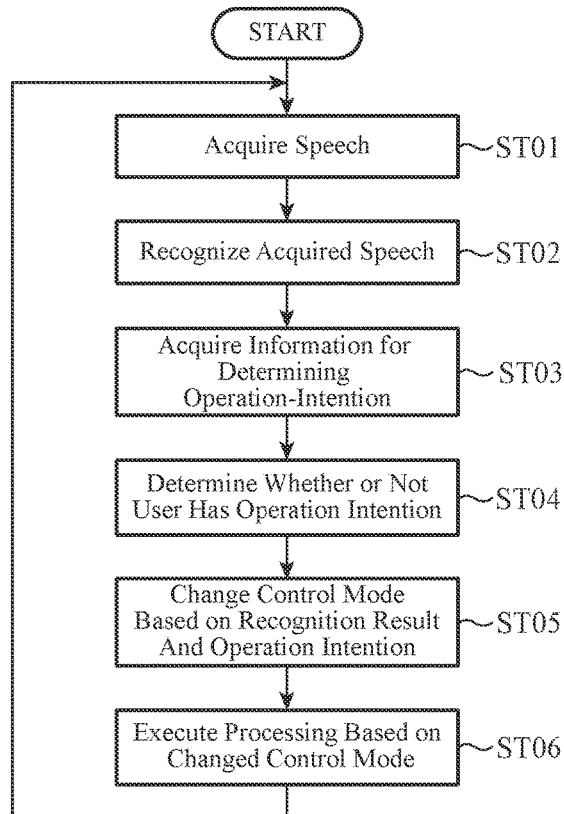 START
Acquire Speech
ST01
Recognize Acquired Speech
ST02
Acquire Information for
Determining
Operation-Intention
ST03
Determine Whether or Not
User Has Operation Intention
ST04
Change Control Mode
Based on Recognition Result
And Operation Intention
ST05
Execute Processing Based on
Changed Control Mode
ST06